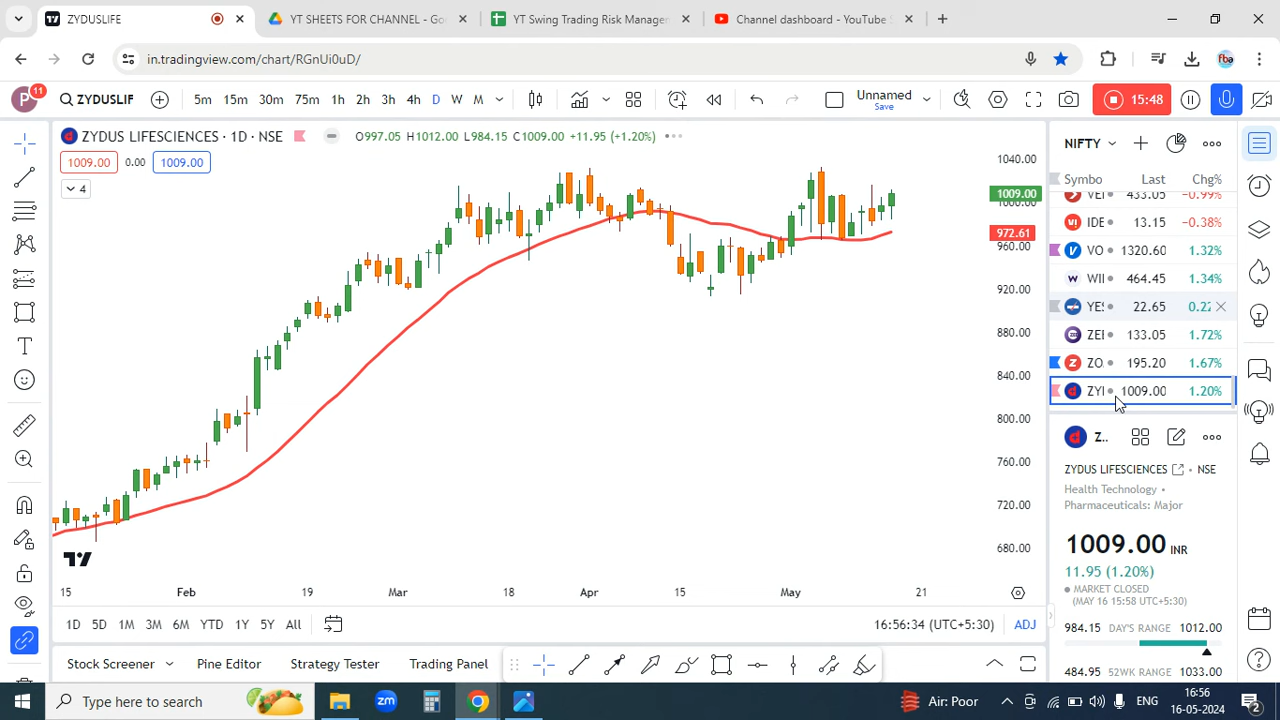 ZYDUSLIFE
YT SHEETS FOR CHANNEL - Go
YT Swing Trading Risk Manager
Channel dashboard - YouTube S
in.tradingview.com/chart/RGnUi0uD/
fba
P
11
ZYDUSLIF
5m 15m 30m 75m 1h 2h 3h 4h D W M
Unnamed
Save
15:48
ZYDUS LIFESCIENCES · 1D · NSE
O997.05 H1012.00 L984.15 C1009.00 +11.95 (+1.20%)
1009.00 0.00 1009.00
4
1040.00
1009.00
1000.00
972.61
960.00
920.00
880.00
840.00
800.00
760.00
720.00
680.00
15 Feb 19 Mar 18 Apr 15 May 21
1D 5D 1M 3M 6M YTD 1Y 5Y All
16:56:34 (UTC+5:30) ADJ
Stock Screener Pine Editor Strategy Tester Trading Panel
NIFTY
Symbo Last Chg%
VEI 433.05 −0.99%
IDE 13.15 −0.38%
VO 1320.60 1.32%
WII 464.45 1.34%
YES 22.65 0.22
ZEE 133.05 1.72%
ZO 195.20 1.67%
ZYI 1009.00 1.20%
Z..
ZYDUS LIFESCIENCES • NSE
Health Technology •
Pharmaceuticals: Major
1009.00 INR
11.95 (1.20%)
MARKET CLOSED
(MAY 16 15:58 UTC+5:30)
984.15 DAY'S RANGE 1012.00
484.95 52WK RANGE 1033.00
Type here to search
zm
Air: Poor
ENG
16:56
16-05-2024
2